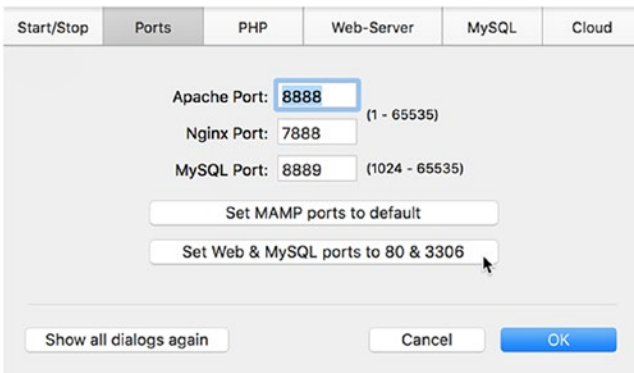 Start/Stop Ports PHP Web-Server MySQL Cloud
Apache Port: 8888
(1 - 65535)
Nginx Port: 7888
MySQL Port: 8889 (1024 - 65535)
Set MAMP ports to default
Set Web & MySQL ports to 80 & 3306
Show all dialogs again Cancel OK